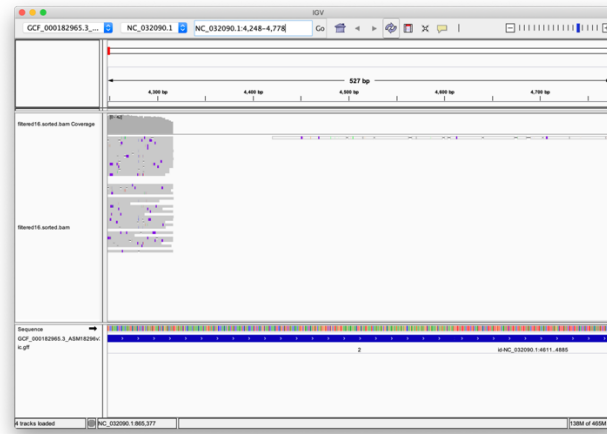 IGV
GCF_000182965.3_... NC_032090.1 NC_032090.1:4,248-4,778 Go
527 bp
4,300 bp 4,400 bp 4,500 bp 4,600 bp 4,700 bp
filtered16.sorted.bam Coverage
filtered16.sorted.bam
Sequence
GCF_000182965.3_ASM18296v
ic.gff
2 id-NC_032090.1:4611..4885
4 tracks loaded NC_032090.1:865,377 138M of 465M